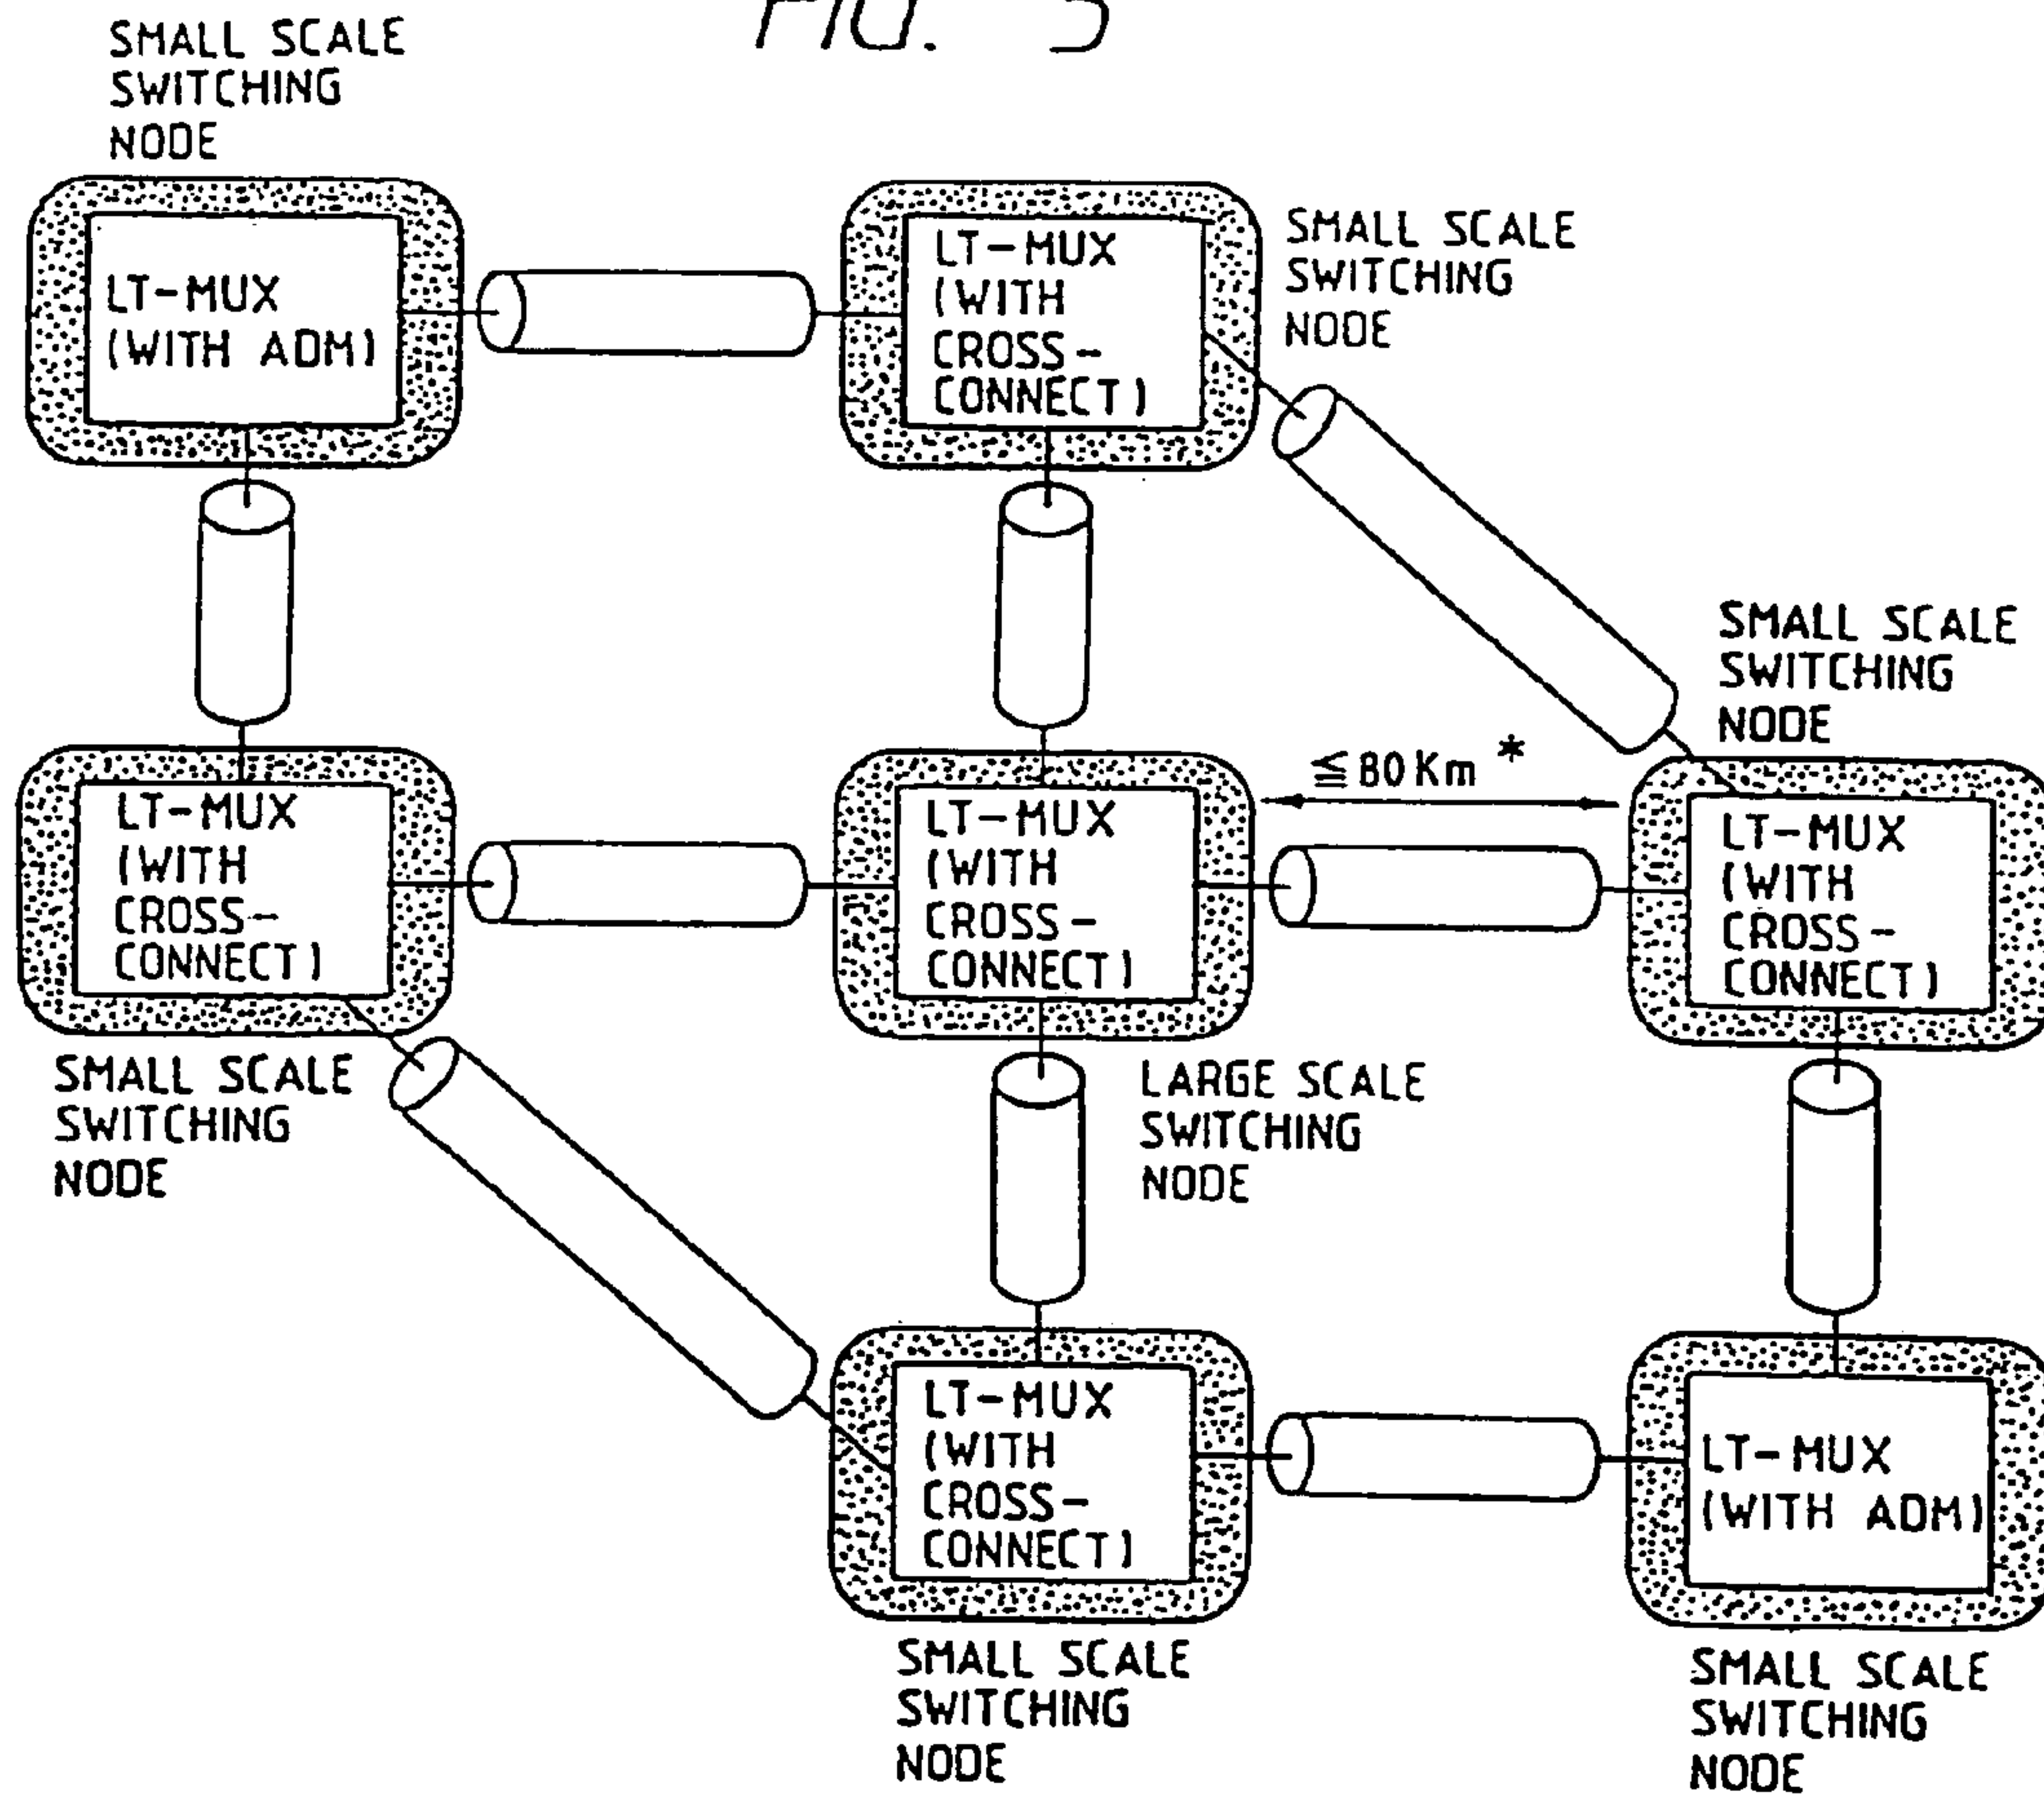 FIG. 3
SMALL SCALE
SWITCHING
NODE
LT-MUX
(WITH ADM)
LT-MUX
(WITH
CROSS-
CONNECT)
SMALL SCALE
SWITCHING
NODE
SMALL SCALE
SWITCHING
NODE
LT-MUX
(WITH
CROSS-
CONNECT)
SMALL SCALE
SWITCHING
NODE
LT-MUX
(WITH
CROSS-
CONNECT)
LARGE SCALE
SWITCHING
NODE
≦80Km *
LT-MUX
(WITH
CROSS-
CONNECT)
LT-MUX
(WITH
CROSS-
CONNECT)
SMALL SCALE
SWITCHING
NODE
LT-MUX
(WITH ADM)
SMALL SCALE
SWITCHING
NODE